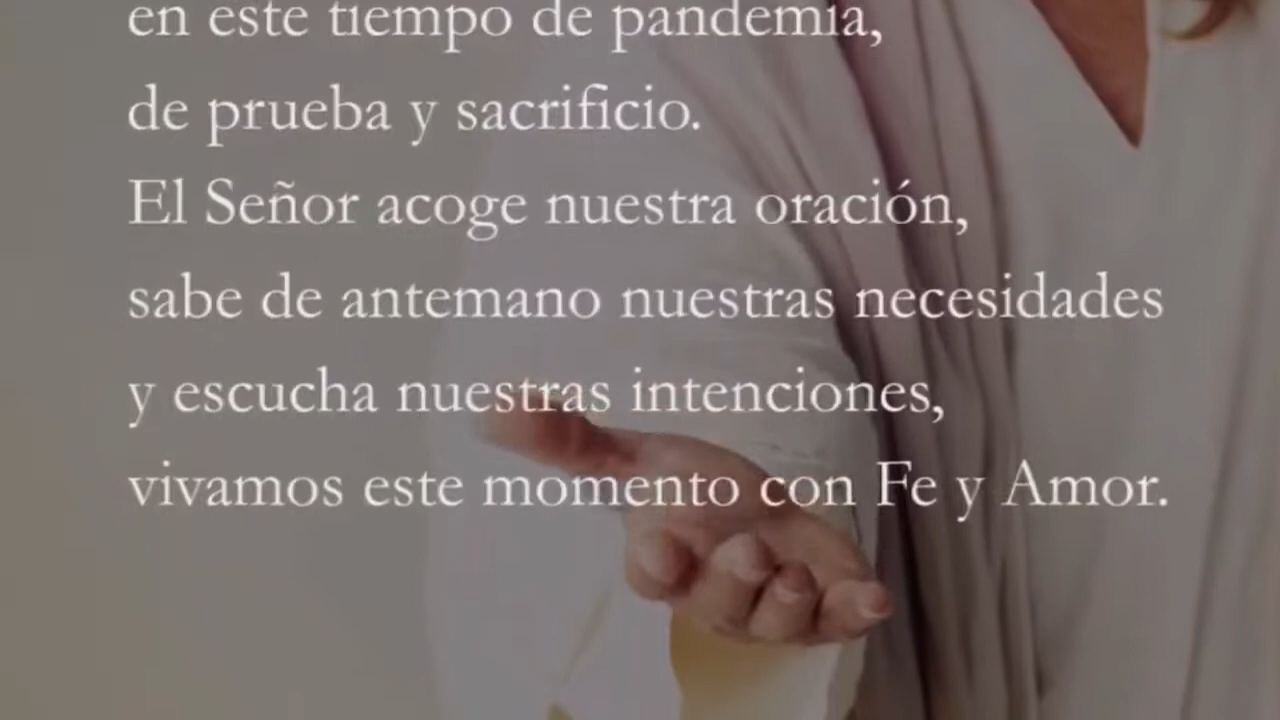 en este tiempo de pandemia,
de prueba y sacrificio.
El Señor acoge nuestra oración,
sabe de antemano nuestras necesidades
y escucha nuestras intenciones,
vivamos este momento con Fe y Amor.